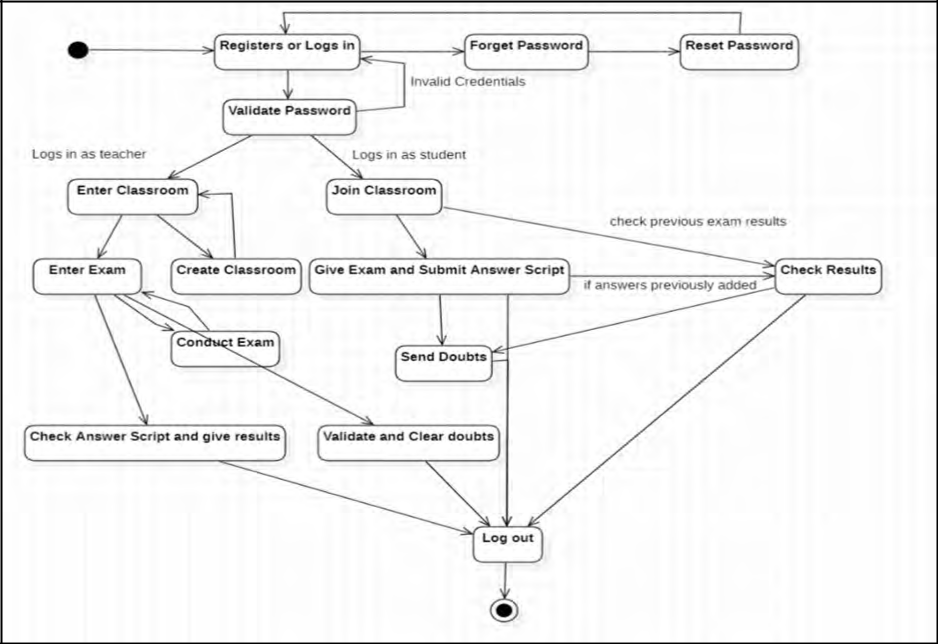 Registers or Logs in
Forget Password
Reset Password
Invalid Credentials
Validate Password
Logs in as teacher
Logs in as student
Enter Classroom
Join Classroom
check previous exam results
Enter Exam
Create Classroom
Give Exam and Submit Answer Script
Check Results
if answers previously added
Conduct Exam
Send Doubts
Check Answer Script and give results
Validate and Clear doubts
Log out